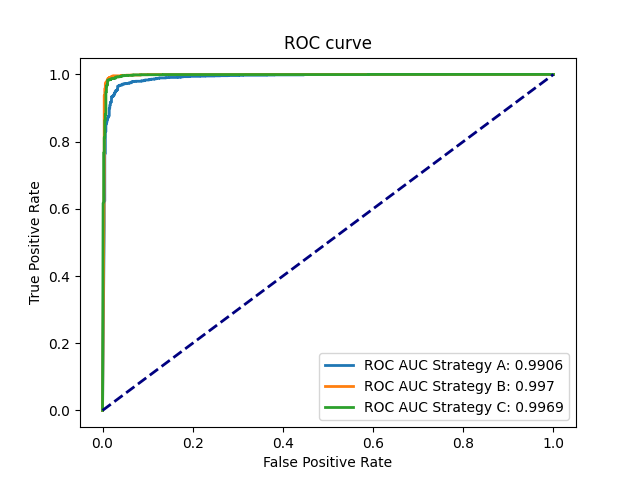 ROC curve
1.0
0.8
0.6
0.4
0.2
0.0
True Positive Rate
ROC AUC Strategy A: 0.9906
ROC AUC Strategy B: 0.997
ROC AUC Strategy C: 0.9969
0.0 0.2 0.4 0.6 0.8 1.0
False Positive Rate